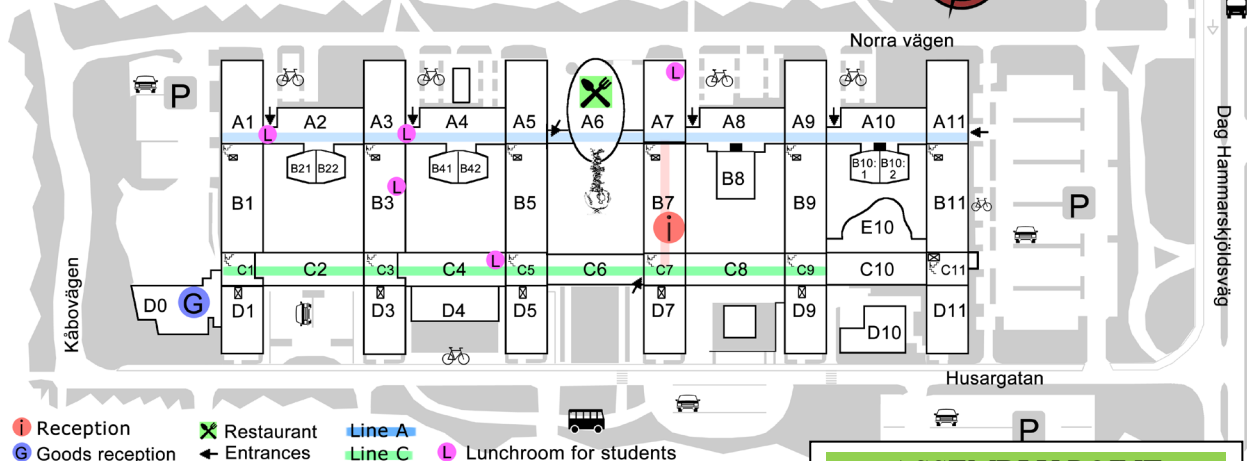 Norra vägen
P
A1 L A2 A3 L A4 A5 A6 A7 L A8 A9 A10 A11
B21 B22 B41 B42 B8 B10:1 B10:2
B1 B3 L B5 B7 i B9 E10 B11 P
C1 C2 C3 C4 L C5 C6 C7 C8 C9 C10 C11
D0 G D1 D3 D4 D5 D7 D9 D10 D11
Kåbovägen
Dag Hammarskjöldsväg
Husargatan
P
i Reception
G Goods reception
Restaurant
Entrances
Line A
Line C
L Lunchroom for students